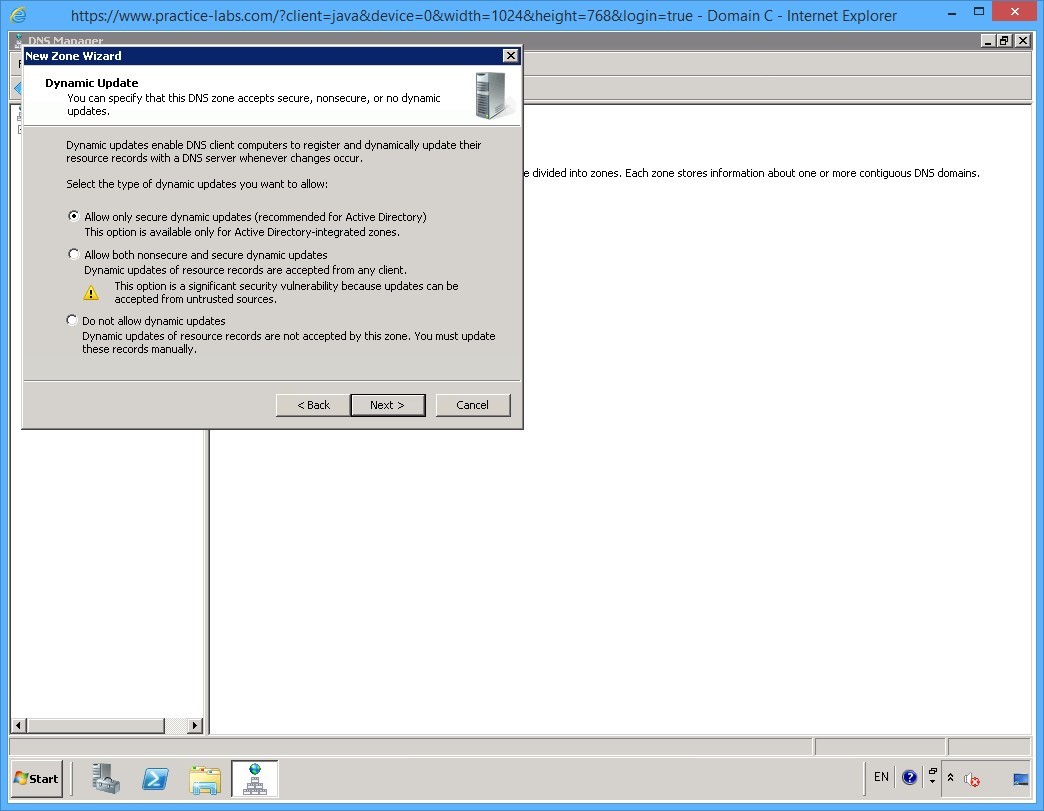 https://www.practice-labs.com/?client=java&device=0&width=1024&height=768&login=true - Domain C - Internet Explorer
DNS Manager
New Zone Wizard
Dynamic Update
You can specify that this DNS zone accepts secure, nonsecure, or no dynamic
updates.
Dynamic updates enable DNS client computers to register and dynamically update their
resource records with a DNS server whenever changes occur.
e divided into zones. Each zone stores information about one or more contiguous DNS domains.
Select the type of dynamic updates you want to allow:
Allow only secure dynamic updates (recommended for Active Directory)
This option is available only for Active Directory-integrated zones.
Allow both nonsecure and secure dynamic updates
Dynamic updates of resource records are accepted from any client.
This option is a significant security vulnerability because updates can be
accepted from untrusted sources.
Do not allow dynamic updates
Dynamic updates of resource records are not accepted by this zone. You must update
these records manually.
< Back
Next >
Cancel
Start
EN